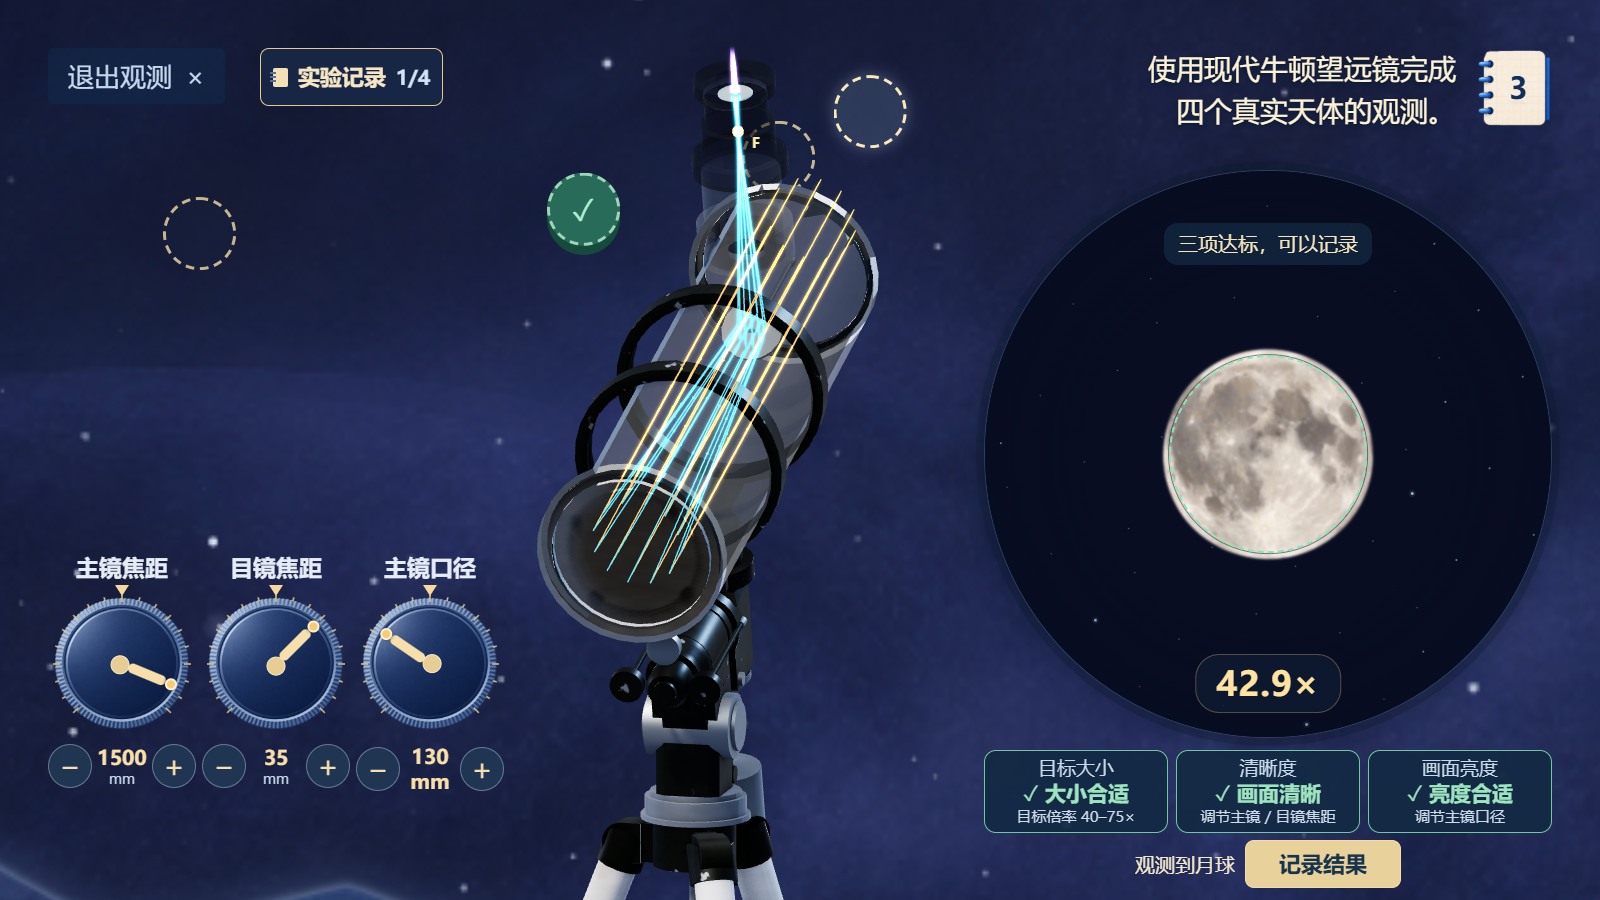 退出观测 ×
实验记录 1/4
使用现代牛顿望远镜完成
四个真实天体的观测。
3
F
✓
三项达标，可以记录
42.9×
主镜焦距
目镜焦距
主镜口径
− 1500 mm +
− 35 mm +
− 130 mm +
目标大小
✓ 大小合适
目标倍率 40–75×
清晰度
✓ 画面清晰
调节主镜 / 目镜焦距
画面亮度
✓ 亮度合适
调节主镜口径
观测到月球
记录结果